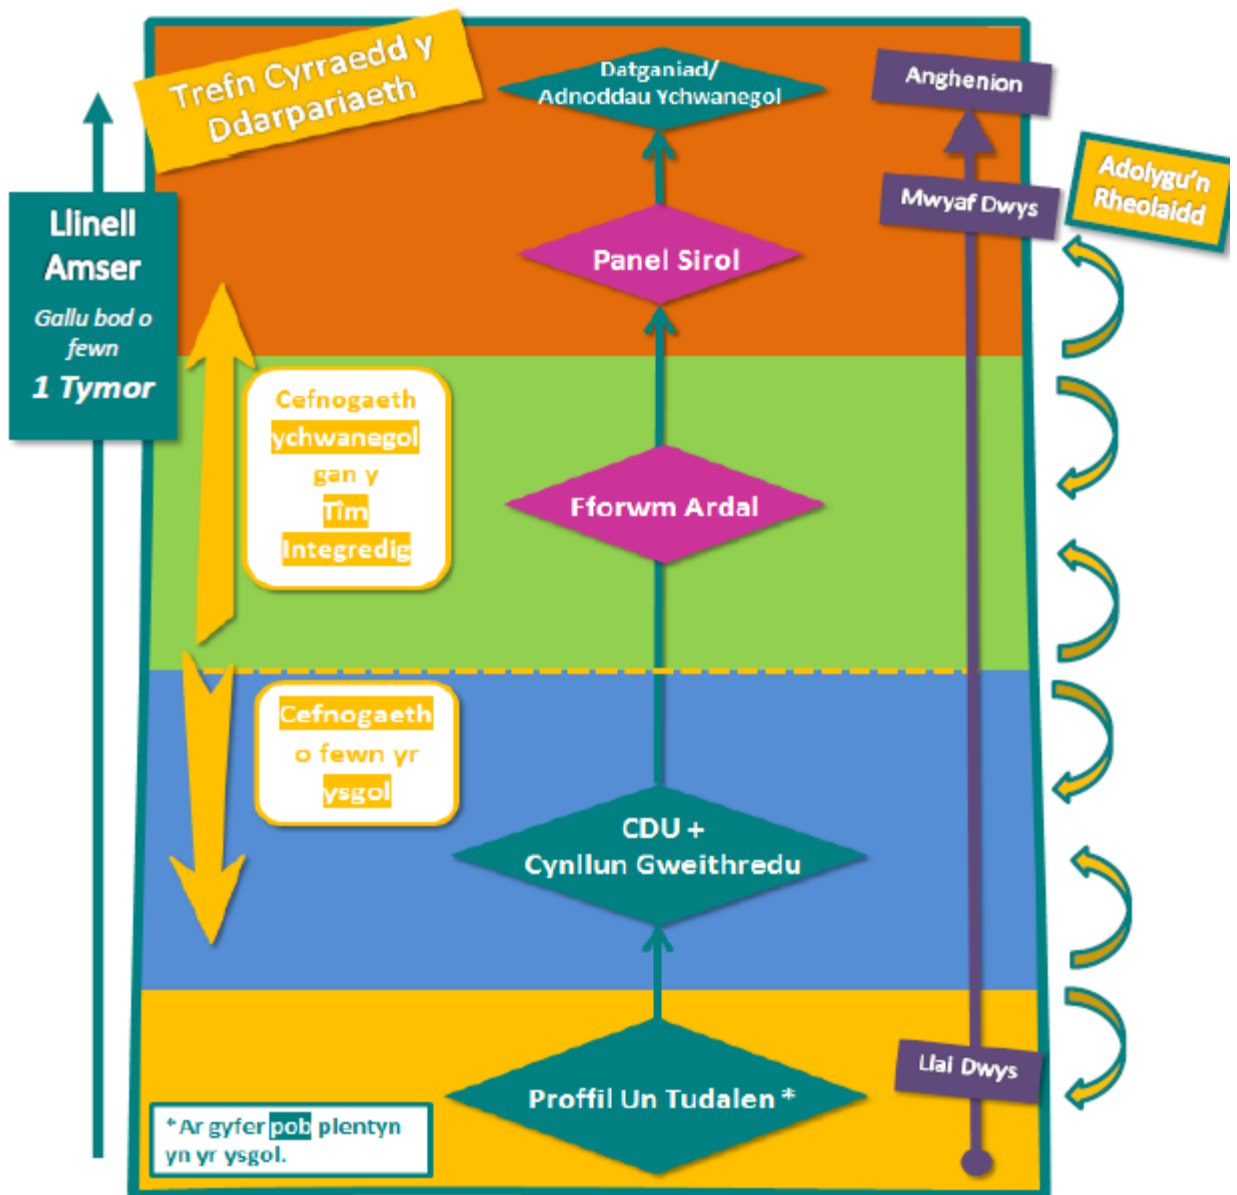 Trefn Cyrraedd y
Ddarpariaeth
Datganiad/
Adnoddau Ychwanegol
Anghenion
Adolygu'n
Rheolaidd
Mwyaf Dwys
Llinell
Amser
Gallu bod o
fewn
1 Tymor
Panel Sirol
Cefnogaeth
ychwanegol
gan y
Tîm
Integredig
Fforwm Ardal
Cefnogaeth
o fewn yr
ysgol
CDU +
Cynllun Gweithredu
Llai Dwys
Proffil Un Tudalen *
*Ar gyfer pob plentyn
yn yr ysgol.